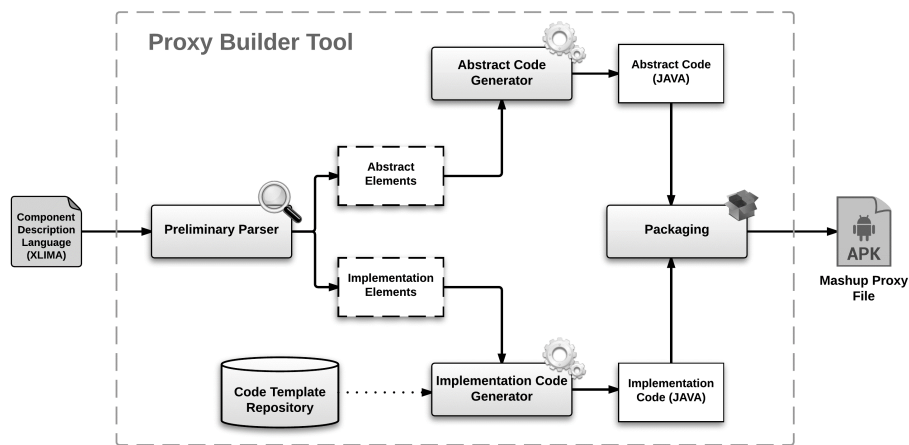 Proxy Builder Tool
Abstract Code
Generator
Abstract Code
(JAVA)
Abstract
Elements
Component
Description
Language
(XLIMA)
Preliminary Parser
Packaging
APK
Mashup Proxy
File
Implementation
Elements
Code Template
Repository
Implementation Code
Generator
Implementation
Code (JAVA)